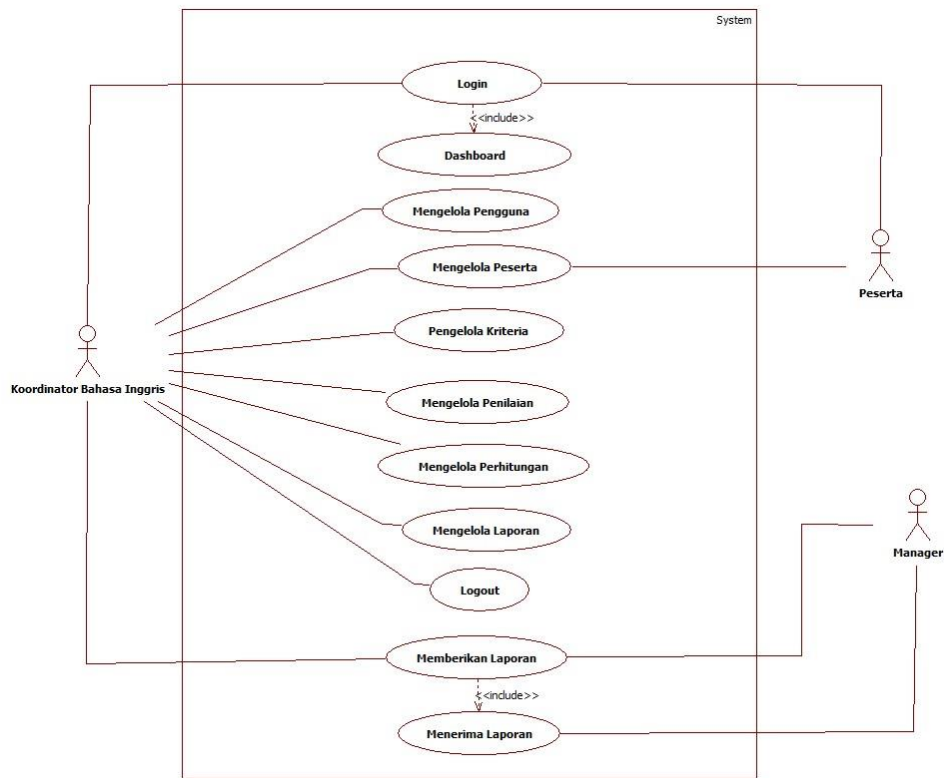 System
Login
<<include>>
Dashboard
Mengelola Pengguna
Mengelola Peserta
Peserta
Pengelola Kriteria
Koordinator Bahasa Inggris
Mengelola Penilaian
Mengelola Perhitungan
Mengelola Laporan
Manager
Logout
Memberikan Laporan
<<include>>
Menerima Laporan